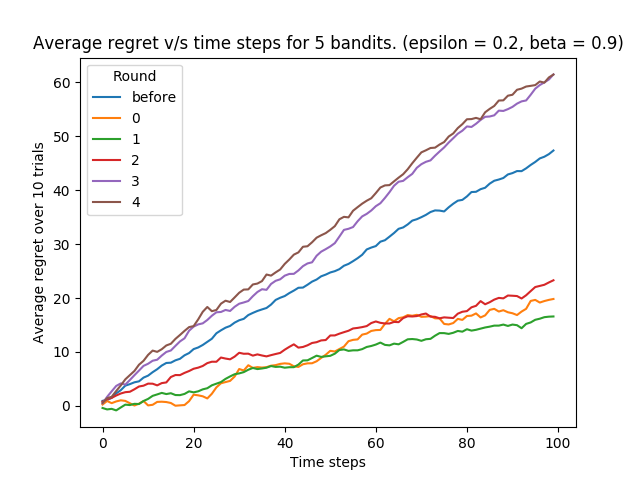 Average regret v/s time steps for 5 bandits. (epsilon = 0.2, beta = 0.9)
Round
before
0
1
2
3
4
Average regret over 10 trials
60
50
40
30
20
10
0
0 20 40 60 80 100
Time steps